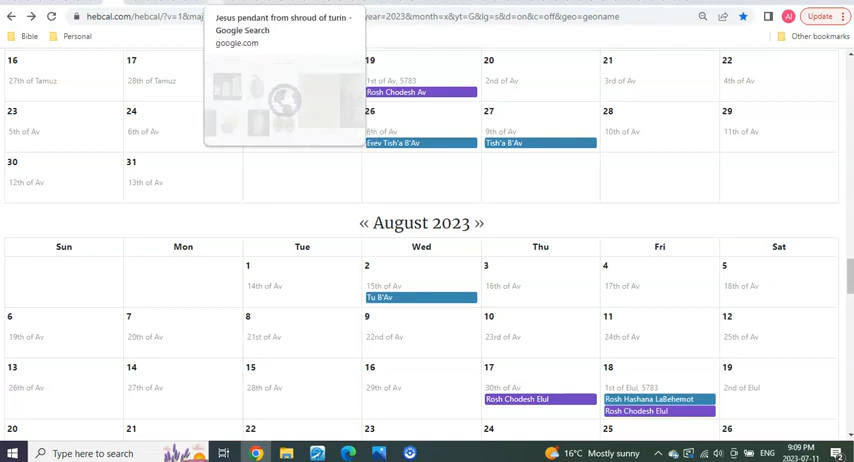 hebcal.com/hebcal/?v=1&maj
year=2023&month=x&yt=G&lg=s&d=on&c=off&geo=geoname
AI
Update
Bible
Personal
Other bookmarks
Jesus pendant from shroud of turin -
Google Search
google.com
16
17
19
20
21
22
27th of Tamuz
28th of Tamuz
1st of Av, 5783
2nd of Av
3rd of Av
4th of Av
Rosh Chodesh Av
23
24
26
27
28
29
5th of Av
6th of Av
8th of Av
9th of Av
10th of Av
11th of Av
Erev Tish'a B'Av
Tish'a B'Av
30
31
12th of Av
13th of Av
« August 2023 »
Sun
Mon
Tue
Wed
Thu
Fri
Sat
1
2
3
4
5
14th of Av
15th of Av
16th of Av
17th of Av
18th of Av
Tu B'Av
6
7
8
9
10
11
12
19th of Av
20th of Av
21st of Av
22nd of Av
23rd of Av
24th of Av
25th of Av
13
14
15
16
17
18
19
26th of Av
27th of Av
28th of Av
29th of Av
30th of Av
1st of Elul, 5783
2nd of Elul
Rosh Chodesh Elul
Rosh Hashana LaBehemot
Rosh Chodesh Elul
20
21
22
23
24
25
26
Type here to search
16°C Mostly sunny
ENG
9:09 PM
2023-07-11
2